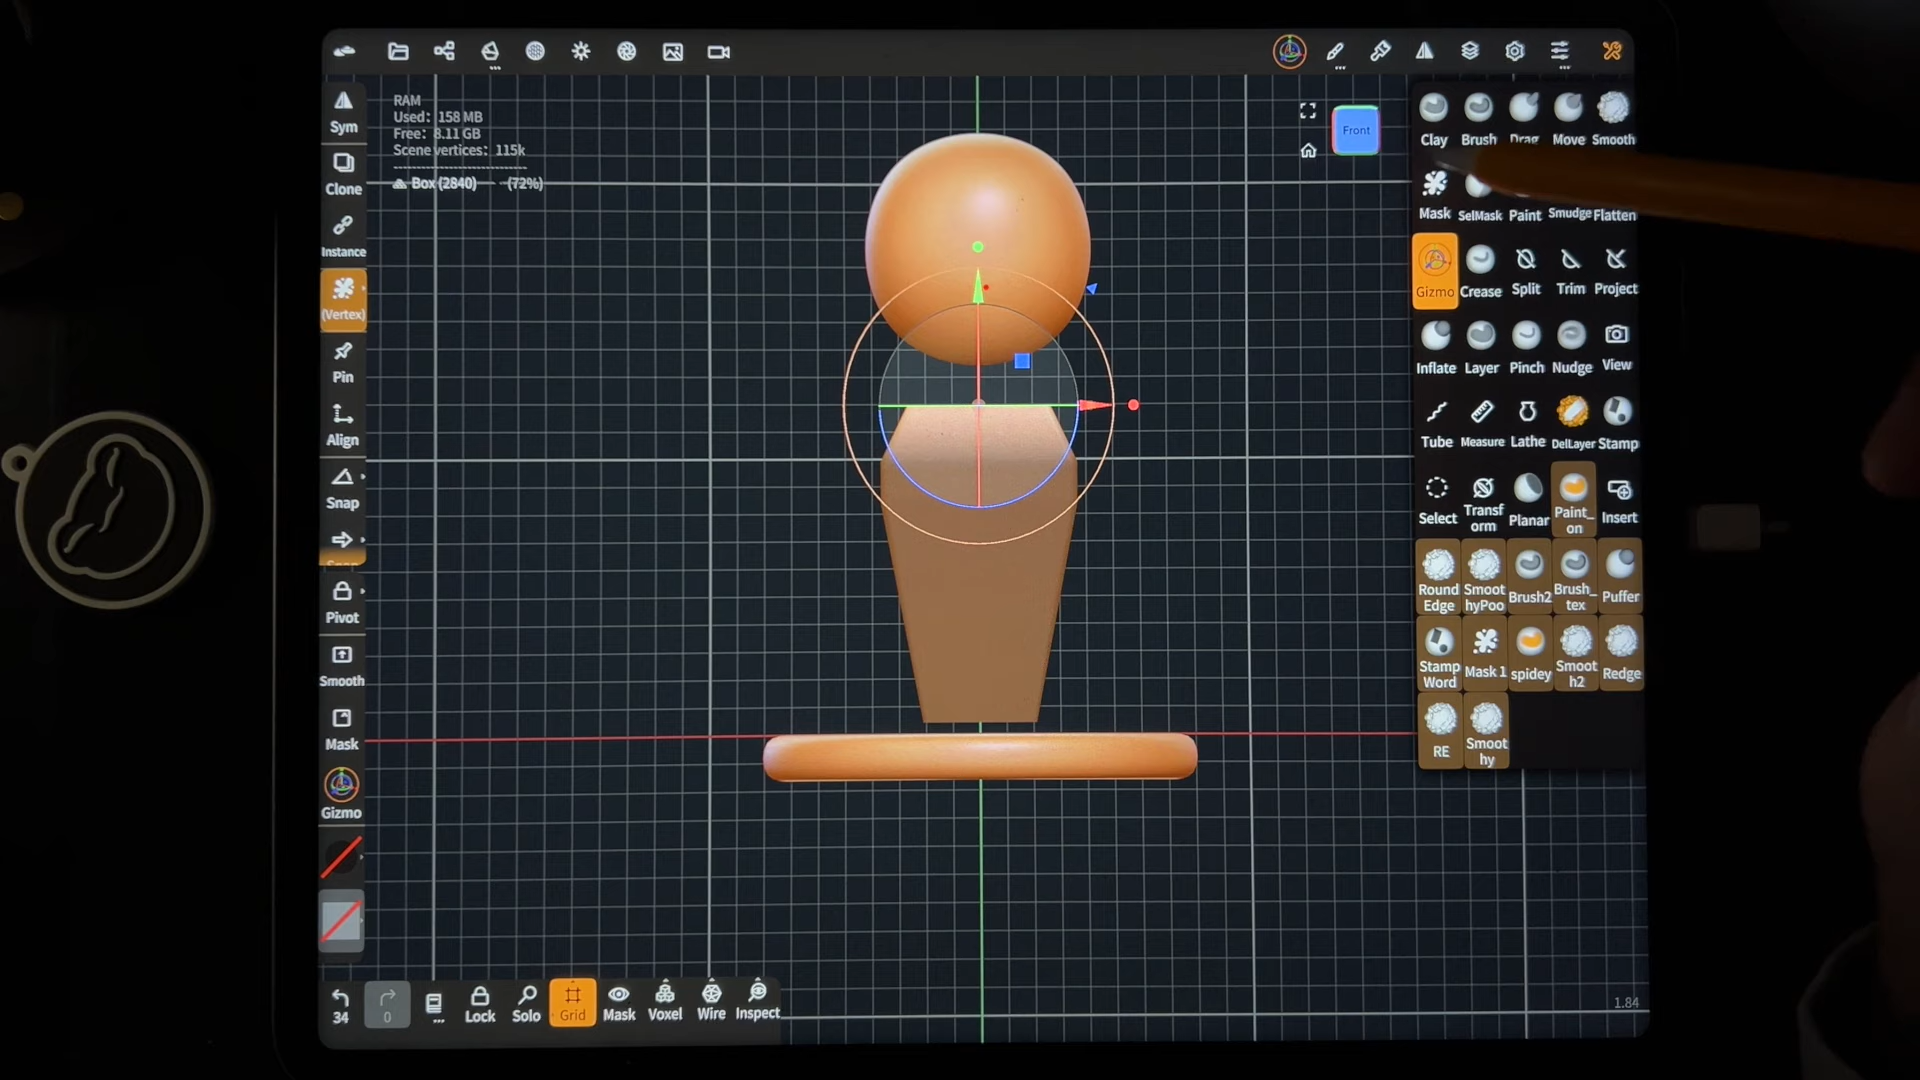 RAM
Used: 158 MB
Free: 8.11 GB
Scene vertices: 115k
Box (2840) (72%)
Front
Sym
Clone
Instance
(Vertex)
Pin
Align
Snap
Pivot
Smooth
Mask
Gizmo
Clay Brush Drag Move Smooth
Mask SelMask Paint Smudge Flatten
Gizmo Crease Split Trim Project
Inflate Layer Pinch Nudge View
Tube Measure Lathe DelLayer Stamp
Select Transf
orm Planar Paint_
on Insert
Round
Edge Smoot
hyPoo Brush2 Brush_
tex Puffer
Stamp
Word Mask 1 spidey Smoot
h2 Redge
RE Smoot
hy
34 0 ... Lock Solo Grid Mask Voxel Wire Inspect
1.84